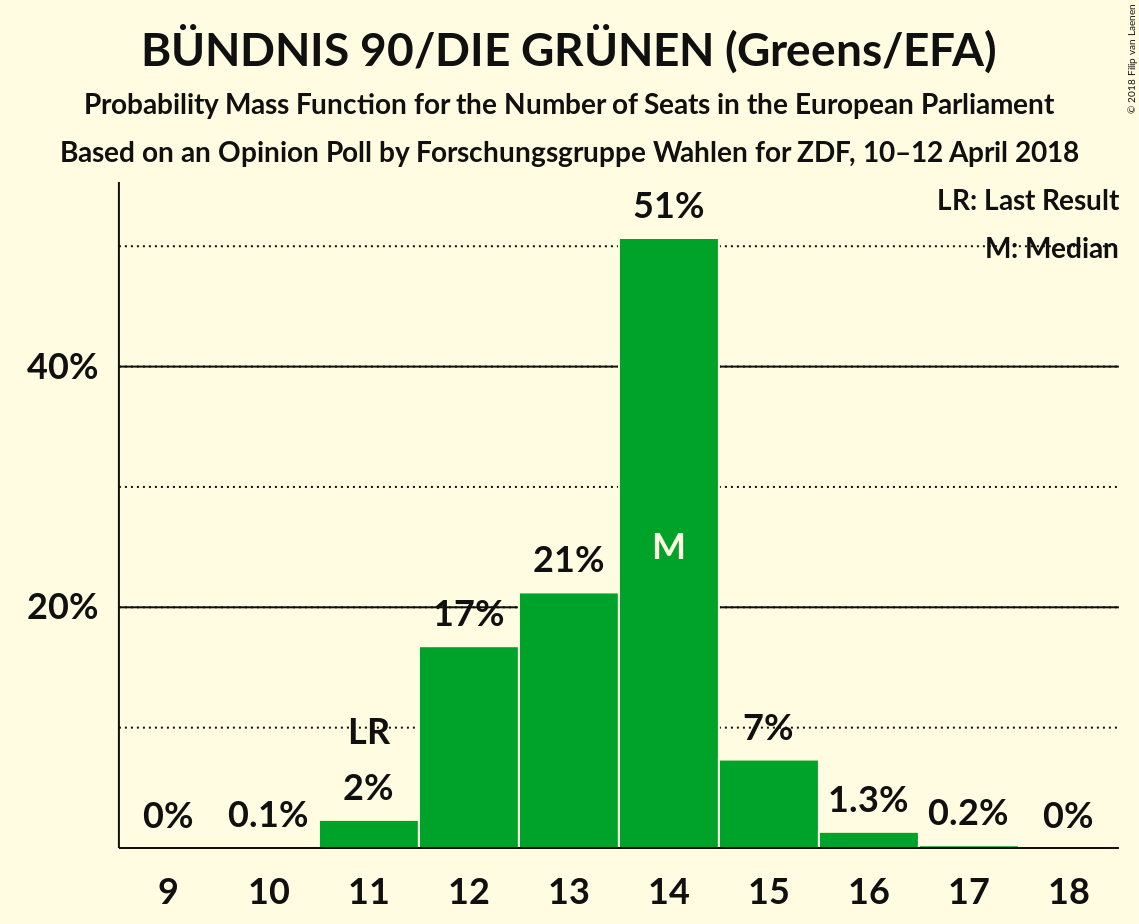 BÜNDNIS 90/DIE GRÜNEN (Greens/EFA)
Probability Mass Function for the Number of Seats in the European Parliament
Based on an Opinion Poll by Forschungsgruppe Wahlen for ZDF, 10–12 April 2018
© 2018 Filip van Laenen
LR: Last Result
M: Median
51%
40%
M
21%
20%
17%
LR
7%
2%
0%
0.1%
1.3%
0.2%
0%
9 10 11 12 13 14 15 16 17 18